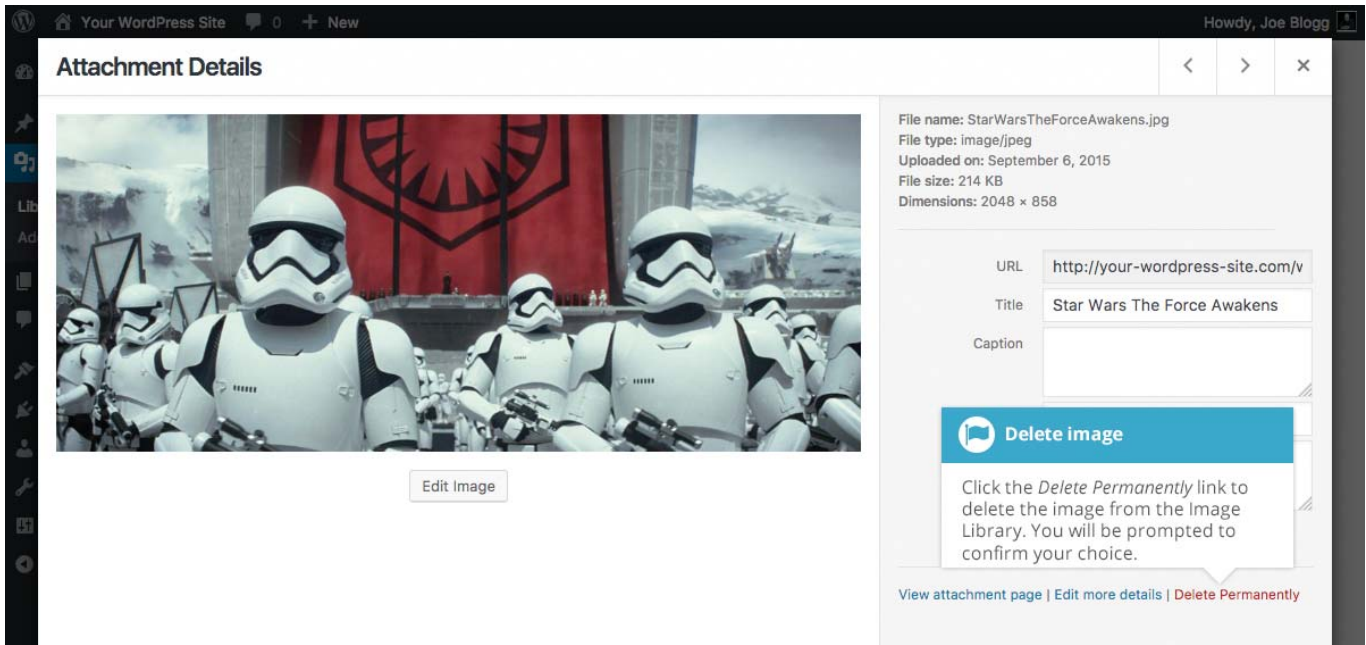 Your WordPress Site 0 + New Howdy, Joe Blogg
Attachment Details
File name: StarWarsTheForceAwakens.jpg
File type: image/jpeg
Uploaded on: September 6, 2015
File size: 214 KB
Dimensions: 2048 × 858
Lib
URL http://your-wordpress-site.com/w
Ad
Title Star Wars The Force Awakens
Caption
Delete image
Click the Delete Permanently link to
delete the image from the Image
Library. You will be prompted to
confirm your choice.
Edit Image
View attachment page | Edit more details | Delete Permanently